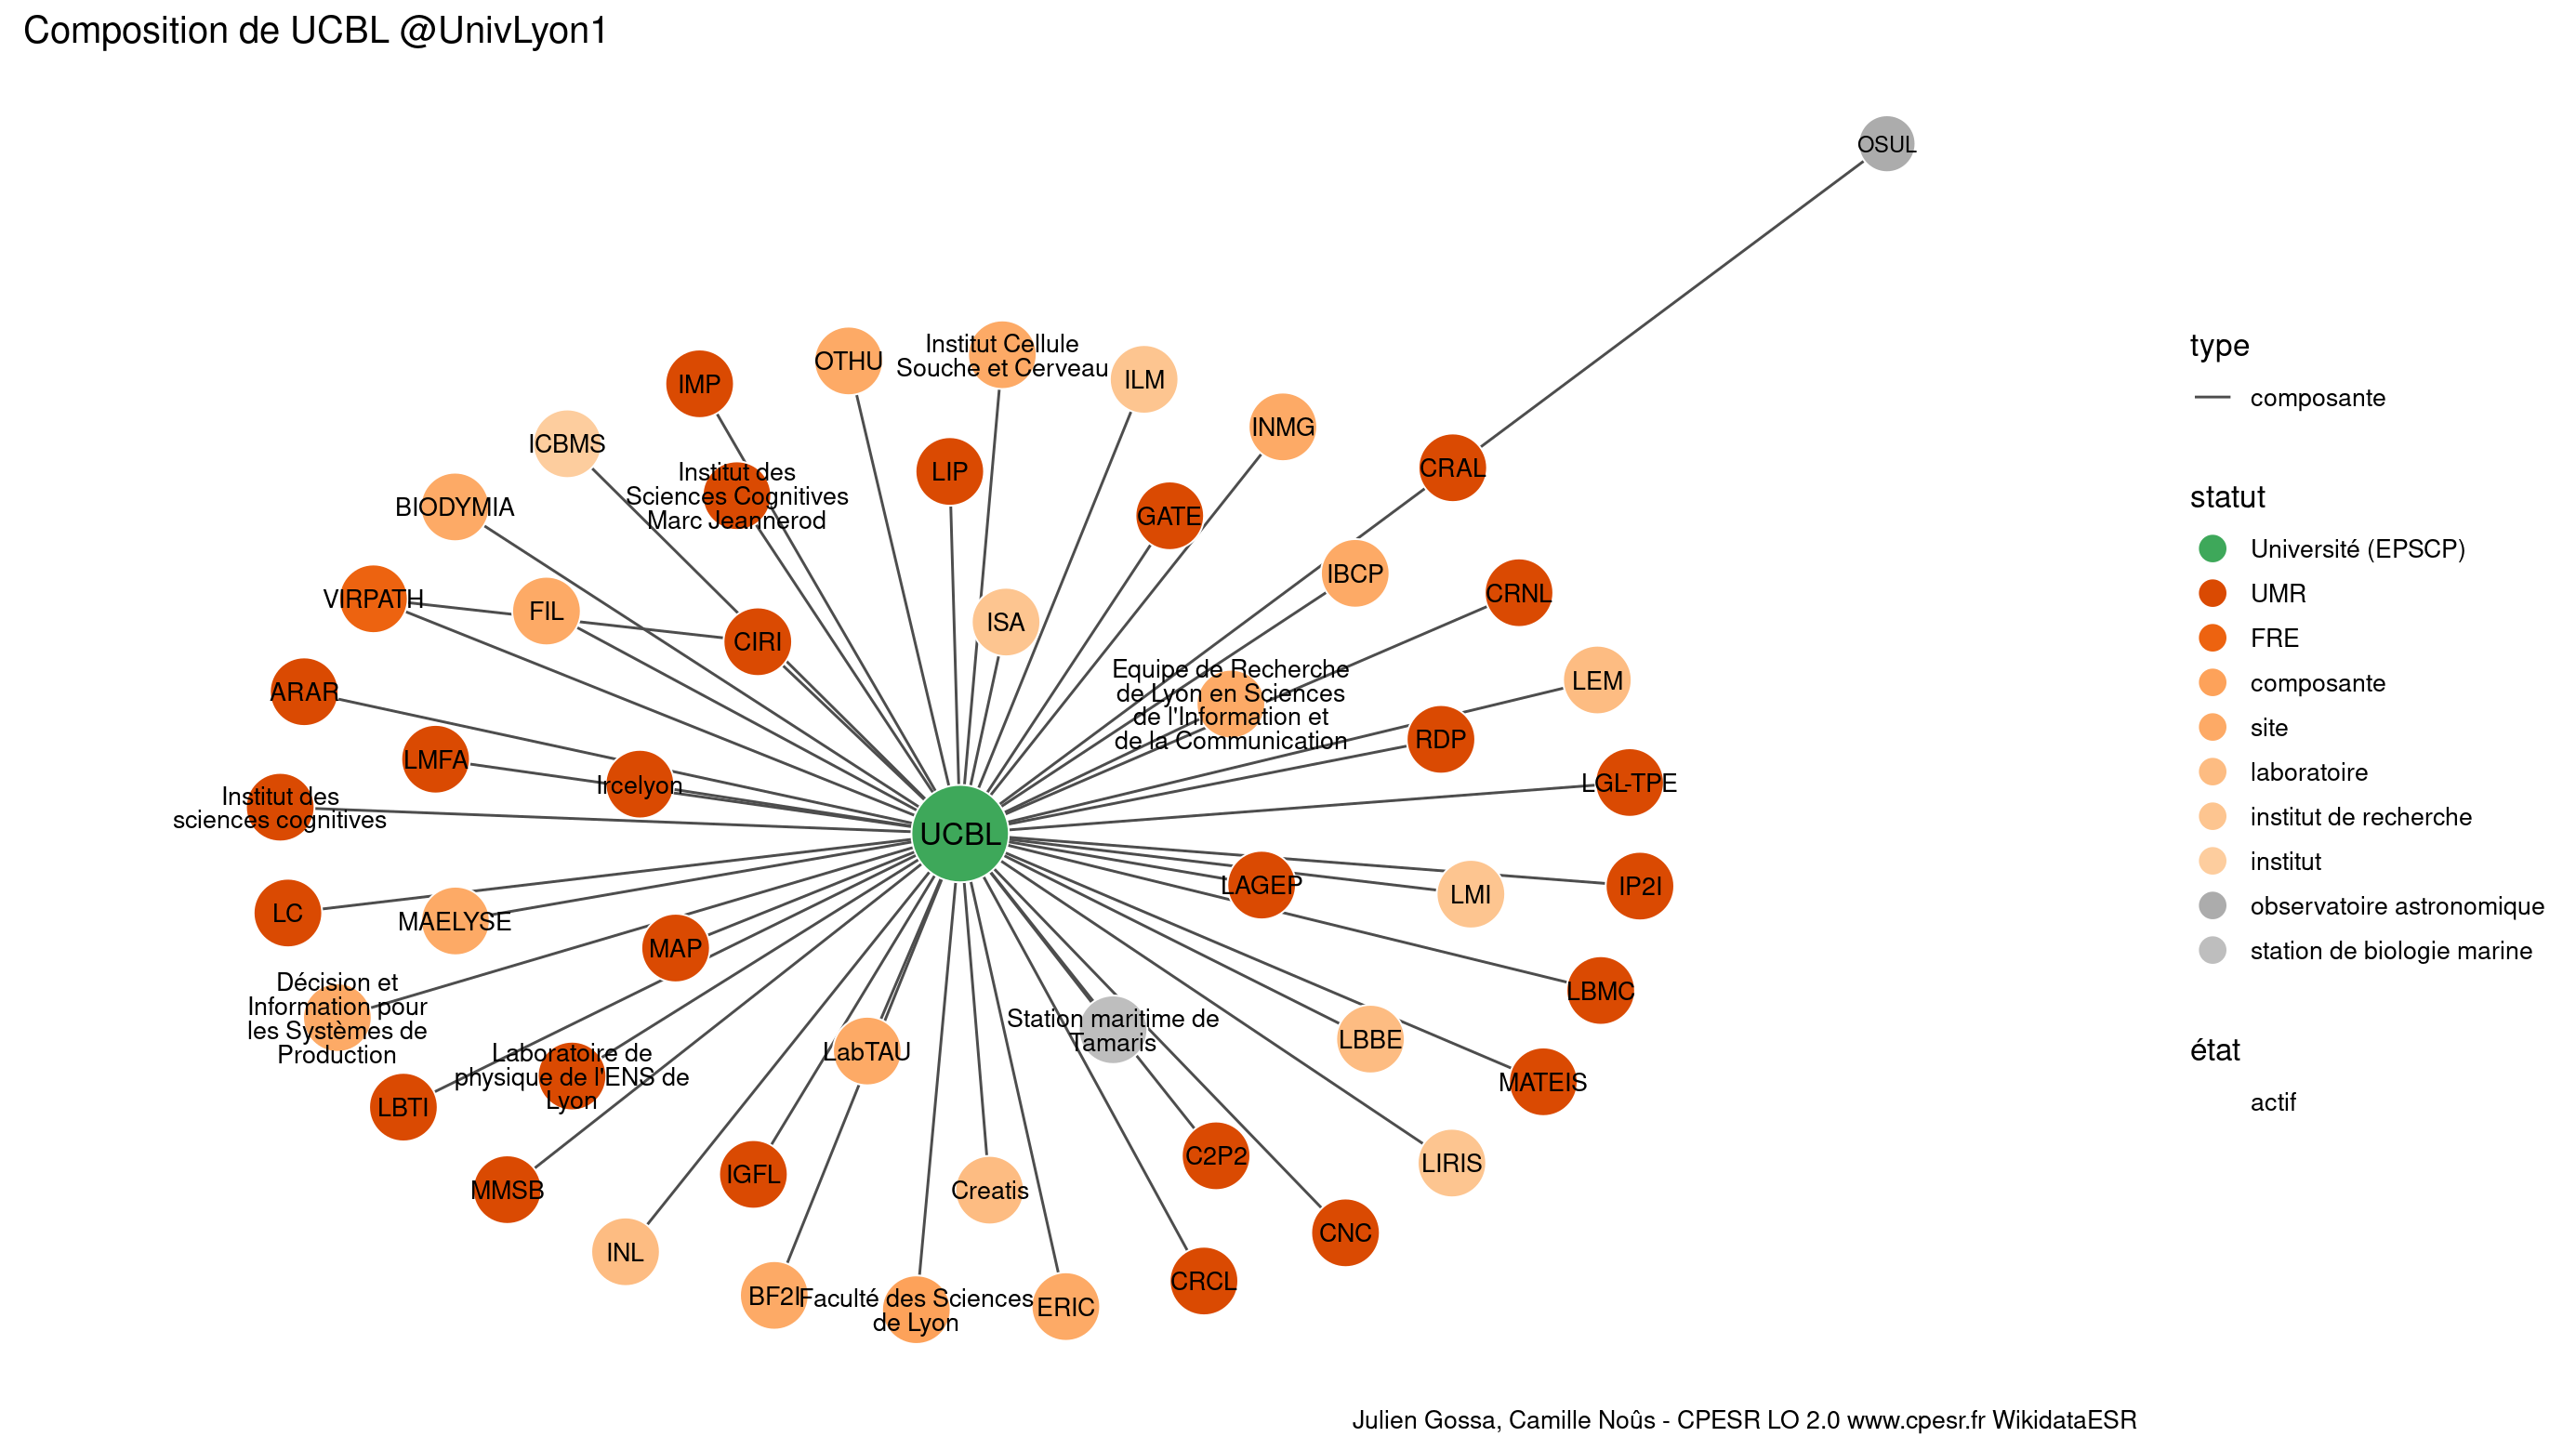 Composition de UCBL @UnivLyon1
OSUL
Institut Cellule
Souche et Cerveau
OTHU
ILM
IMP
INMG
ICBMS
LIP
CRAL
Institut des
Sciences Cognitives
Marc Jeannerod
BIODYMIA
GATE
IBCP
CRNL
VIRPATH
FIL
ISA
CIRI
Equipe de Recherche
de Lyon en Sciences
de l'Information et
de la Communication
LEM
ARAR
RDP
LMFA
Ircelyon
LGL-TPE
Institut des
sciences cognitives
UCBL
LAGEP
IP2I
LMI
LC
MAELYSE
MAP
LBMC
Décision et
Information pour
les Systèmes de
Production
Station maritime de
Tamaris
LBBE
LabTAU
Laboratoire de
physique de l'ENS de
Lyon
MATEIS
LBTI
C2P2
LIRIS
IGFL
MMSB
Creatis
CNC
INL
CRCL
BF2I
Faculté des Sciences
de Lyon
ERIC
type
composante
statut
Université (EPSCP)
UMR
FRE
composante
site
laboratoire
institut de recherche
institut
observatoire astronomique
station de biologie marine
état
actif
Julien Gossa, Camille Noûs - CPESR LO 2.0 www.cpesr.fr WikidataESR